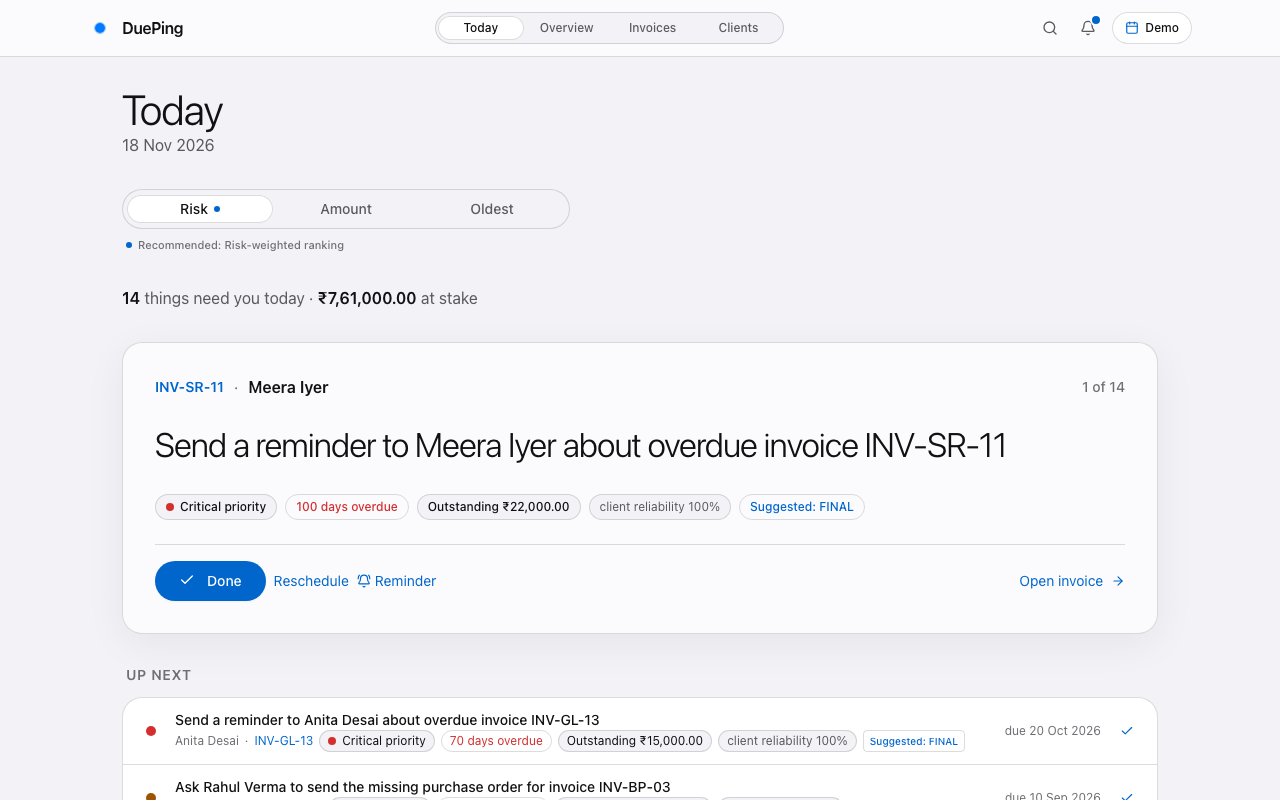 DuePing
Today
Overview
Invoices
Clients
Demo
Today
18 Nov 2026
Risk
Amount
Oldest
Recommended: Risk-weighted ranking
14 things need you today · ₹7,61,000.00 at stake
INV-SR-11 · Meera Iyer
1 of 14
Send a reminder to Meera Iyer about overdue invoice INV-SR-11
Critical priority
100 days overdue
Outstanding ₹22,000.00
client reliability 100%
Suggested: FINAL
Done
Reschedule
Reminder
Open invoice
UP NEXT
Send a reminder to Anita Desai about overdue invoice INV-GL-13
Anita Desai · INV-GL-13 Critical priority 70 days overdue Outstanding ₹15,000.00 client reliability 100% Suggested: FINAL
due 20 Oct 2026
Ask Rahul Verma to send the missing purchase order for invoice INV-BP-03
due 10 Sep 2026